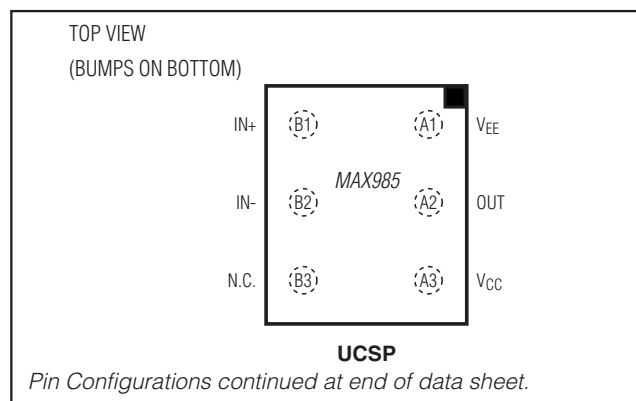 TOP VIEW
(BUMPS ON BOTTOM)
IN+ B1 A1 VEE
MAX985
IN- B2 A2 OUT
N.C. B3 A3 VCC
UCSP
Pin Configurations continued at end of data sheet.